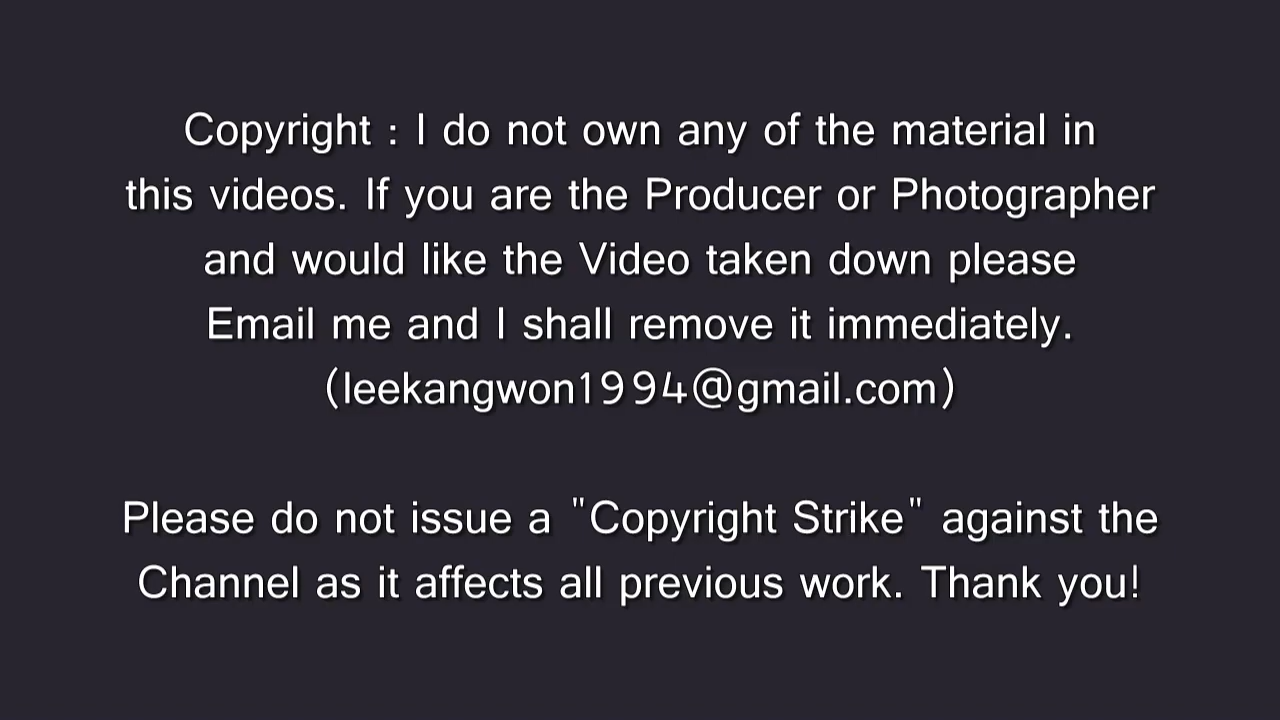 Copyright : I do not own any of the material in
this videos. If you are the Producer or Photographer
and would like the Video taken down please
Email me and I shall remove it immediately.
(leekangwon1994@gmail.com)
Please do not issue a "Copyright Strike" against the
Channel as it affects all previous work. Thank you!